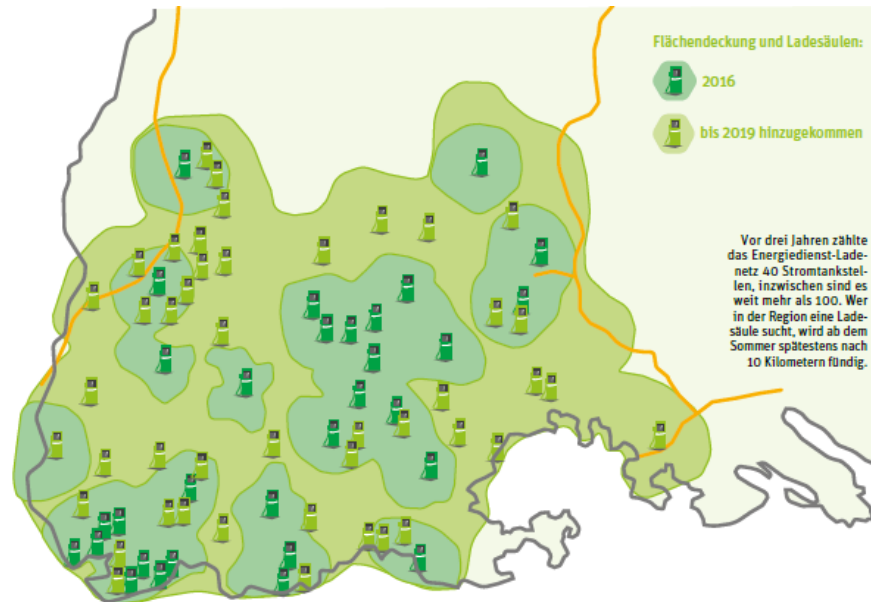 Flächendeckung und Ladesäulen:
2016
bis 2019 hinzugekommen
Vor drei Jahren zählte
das Energiedienst-Lade-
netz 40 Stromtankstel-
len, inzwischen sind es
weit mehr als 100. Wer
in der Region eine Lade-
säule sucht, wird ab dem
Sommer spätestens nach
10 Kilometern fündig.